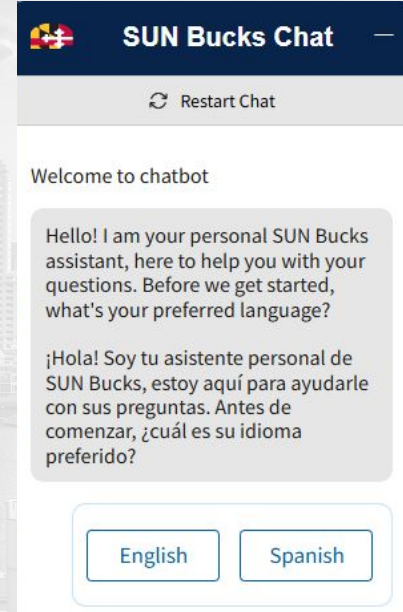 SUN Bucks Chat
Restart Chat
Welcome to chatbot
Hello! I am your personal SUN Bucks
assistant, here to help you with your
questions. Before we get started,
what's your preferred language?
¡Hola! Soy tu asistente personal de
SUN Bucks, estoy aquí para ayudarle
con sus preguntas. Antes de
comenzar, ¿cuál es su idioma
preferido?
English
Spanish